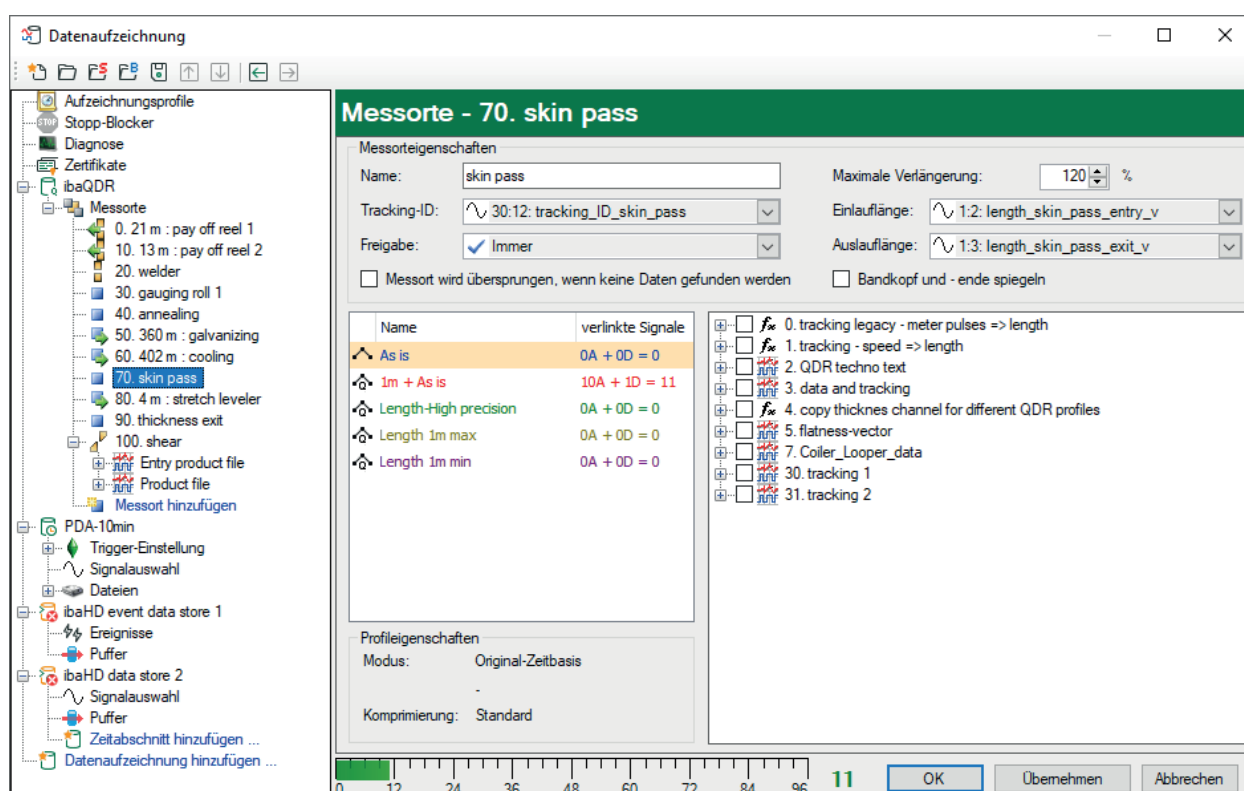 Datenaufzeichnung
Aufzeichnungsprofile
STOP
Stopp-Blocker
Diagnose
Zertifikate
ibaQDR
Messorte
0. 21 m : pay off reel 1
10. 13 m : pay off reel 2
20. welder
30. gauging roll 1
40. annealing
50. 360 m : galvanizing
60. 402 m : cooling
70. skin pass
80. 4 m : stretch leveler
90. thickness exit
100. shear
Entry product file
Product file
Messort hinzufügen
PDA-10min
Trigger-Einstellung
Signalauswahl
Dateien
ibaHD event data store 1
Ereignisse
Puffer
ibaHD data store 2
Signalauswahl
Puffer
Zeitabschnitt hinzufügen ...
Datenaufzeichnung hinzufügen ...
Messorte - 70. skin pass
Messorteigenschaften
Name: skin pass
Maximale Verlängerung: 120 %
Tracking-ID: 30:12: tracking_ID_skin_pass
Einlauflänge: 1:2: length_skin_pass_entry_v
Freigabe: Immer
Auslauflänge: 1:3: length_skin_pass_exit_v
Messort wird übersprungen, wenn keine Daten gefunden werden
Bandkopf und - ende spiegeln
Name verlinkte Signale
As is 0A + 0D = 0
1m + As is 10A + 1D = 11
Length-High precision 0A + 0D = 0
Length 1m max 0A + 0D = 0
Length 1m min 0A + 0D = 0
0. tracking legacy - meter pulses => length
1. tracking - speed => length
2. QDR techno text
3. data and tracking
4. copy thicknes channel for different QDR profiles
5. flatness-vector
7. Coiler_Looper_data
30. tracking 1
31. tracking 2
Profileigenschaften
Modus: Original-Zeitbasis
-
Komprimierung: Standard
0 12 24 36 48 60 72 84 96
11
OK Übernehmen Abbrechen